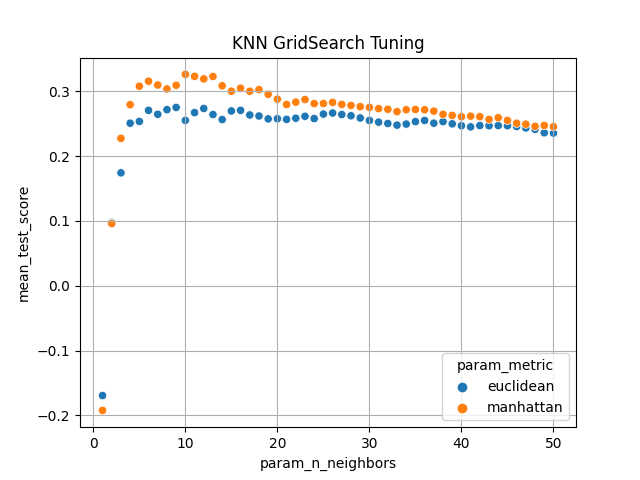 KNN GridSearch Tuning
mean_test_score
0.3
0.2
0.1
0.0
−0.1
−0.2
0
10
20
30
40
50
param_n_neighbors
param_metric
euclidean
manhattan